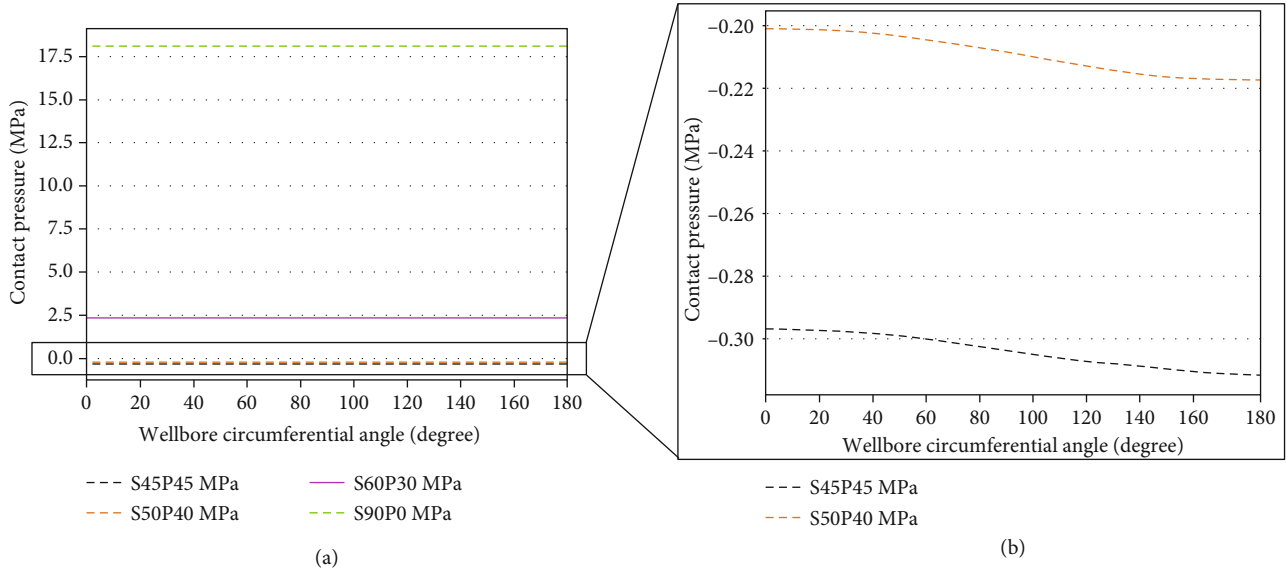 17.5
15.0
12.5
10.0
7.5
5.0
2.5
0.0
Contact pressure (MPa)
0 20 40 60 80 100 120 140 160 180
Wellbore circumferential angle (degree)
S45P45 MPa
S50P40 MPa
S60P30 MPa
S90P0 MPa
(a)
–0.20
–0.22
–0.24
–0.26
–0.28
–0.30
Contact pressure (MPa)
0 20 40 60 80 100 120 140 160 180
Wellbore circumferential angle (degree)
S45P45 MPa
S50P40 MPa
(b)